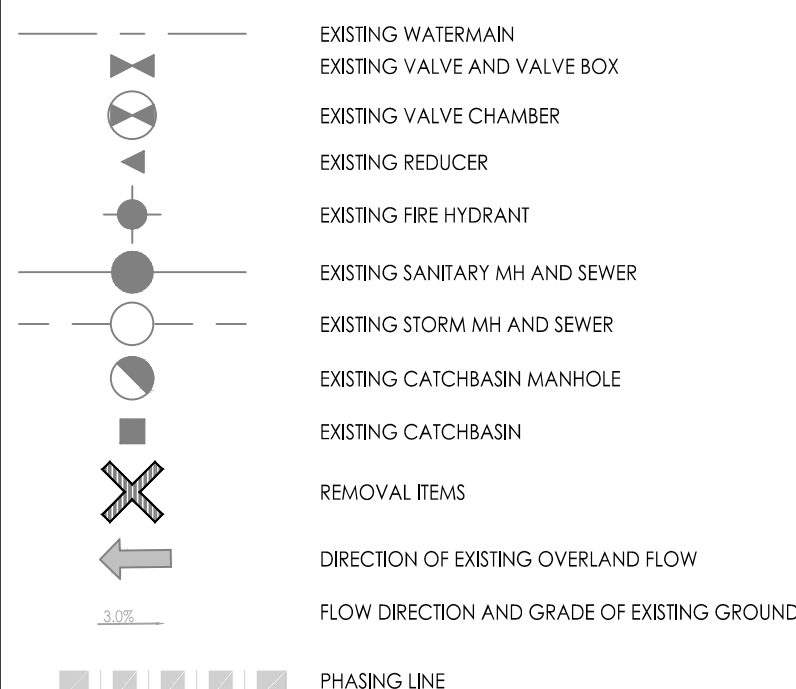 EXISTING WATERMAIN
EXISTING VALVE AND VALVE BOX
EXISTING VALVE CHAMBER
EXISTING REDUCER
EXISTING FIRE HYDRANT
EXISTING SANITARY MH AND SEWER
EXISTING STORM MH AND SEWER
EXISTING CATCHBASIN MANHOLE
EXISTING CATCHBASIN
REMOVAL ITEMS
DIRECTION OF EXISTING OVERLAND FLOW
3.0% FLOW DIRECTION AND GRADE OF EXISTING GROUND
PHASING LINE